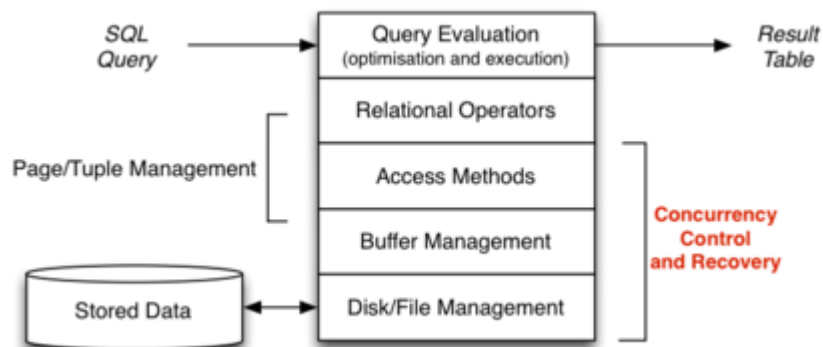 SQL
Query
Query Evaluation
(optimisation and execution)
Result
Table
Relational Operators
Page/Tuple Management
Access Methods
Concurrency
Control
and Recovery
Buffer Management
Stored Data
Disk/File Management